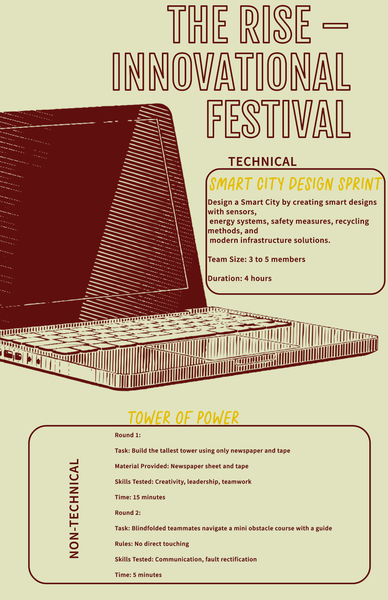 THE RISE –
INNOVATIONAL
FESTIVAL
TECHNICAL
SMART CITY DESIGN SPRINT
Design a Smart City by creating smart designs
with sensors,
energy systems, safety measures, recycling
methods, and
modern infrastructure solutions.
Team Size: 3 to 5 members
Duration: 4 hours
TOWER OF POWER
NON-TECHNICAL
Round 1:
Task: Build the tallest tower using only newspaper and tape
Material Provided: Newspaper sheet and tape
Skills Tested: Creativity, leadership, teamwork
Time: 15 minutes
Round 2:
Task: Blindfolded teammates navigate a mini obstacle course with a guide
Rules: No direct touching
Skills Tested: Communication, fault rectification
Time: 5 minutes